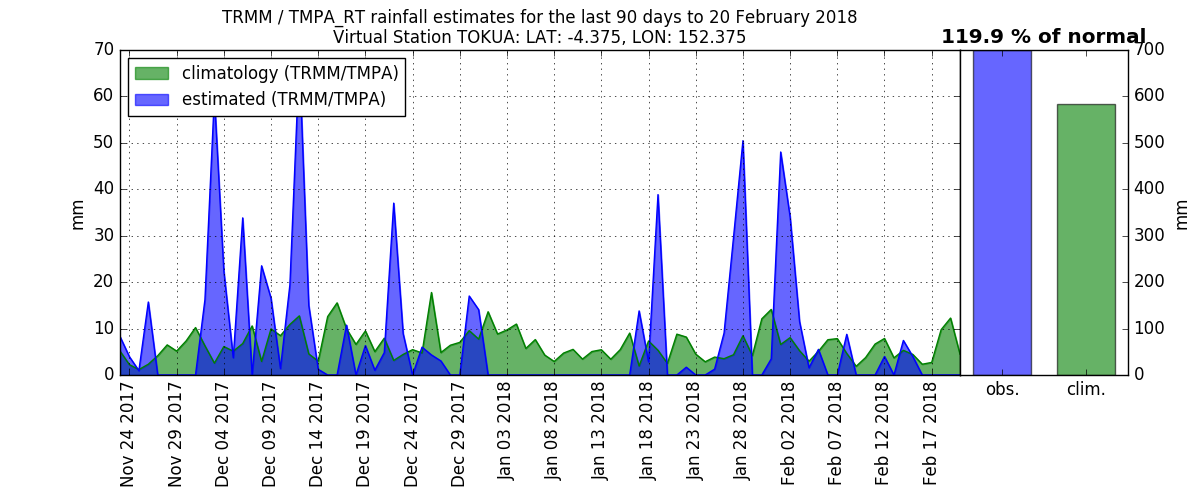 TRMM / TMPA_RT rainfall estimates for the last 90 days to 20 February 2018
Virtual Station TOKUA: LAT: -4.375, LON: 152.375
119.9 % of normal
climatology (TRMM/TMPA)
estimated (TRMM/TMPA)
70
60
50
40
30
20
10
0
mm
Nov 24 2017
Nov 29 2017
Dec 04 2017
Dec 09 2017
Dec 14 2017
Dec 19 2017
Dec 24 2017
Dec 29 2017
Jan 03 2018
Jan 08 2018
Jan 13 2018
Jan 18 2018
Jan 23 2018
Jan 28 2018
Feb 02 2018
Feb 07 2018
Feb 12 2018
Feb 17 2018
obs.
clim.
700
600
500
400
300
200
100
0
mm